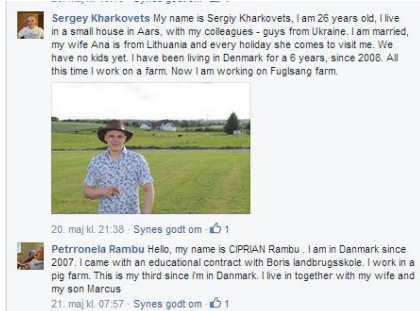 Sergey Kharkovets My name is Sergiy Kharkovets, I am 26 years old, I live
in a small house in Aars, with my colleagues - guys from Ukraine. I am married,
my wife Ana is from Lithuania and every holiday she comes to visit me. We
have no kids yet. I have been living in Denmark for a 6 years, since 2008. All
this time I work on a farm. Now I am working on Fuglsang farm.
20. maj kl. 21:38 · Synes godt om · 1
Petrronela Rambu Hello, my name is CIPRIAN Rambu . I am in Danmark since
2007. I came with an educational contract with Boris landbrugsskole. I work in a
pig farm. This is my third since i'm in Danmark. I live in together with my wife and
my son Marcus
21. maj kl. 07:57 · Synes godt om · 1